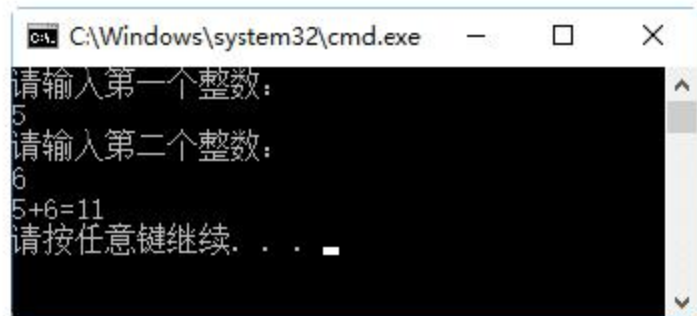 C:\Windows\system32\cmd.exe
请输入第一个整数：
5
请输入第二个整数：
6
5+6=11
请按任意键继续. . .